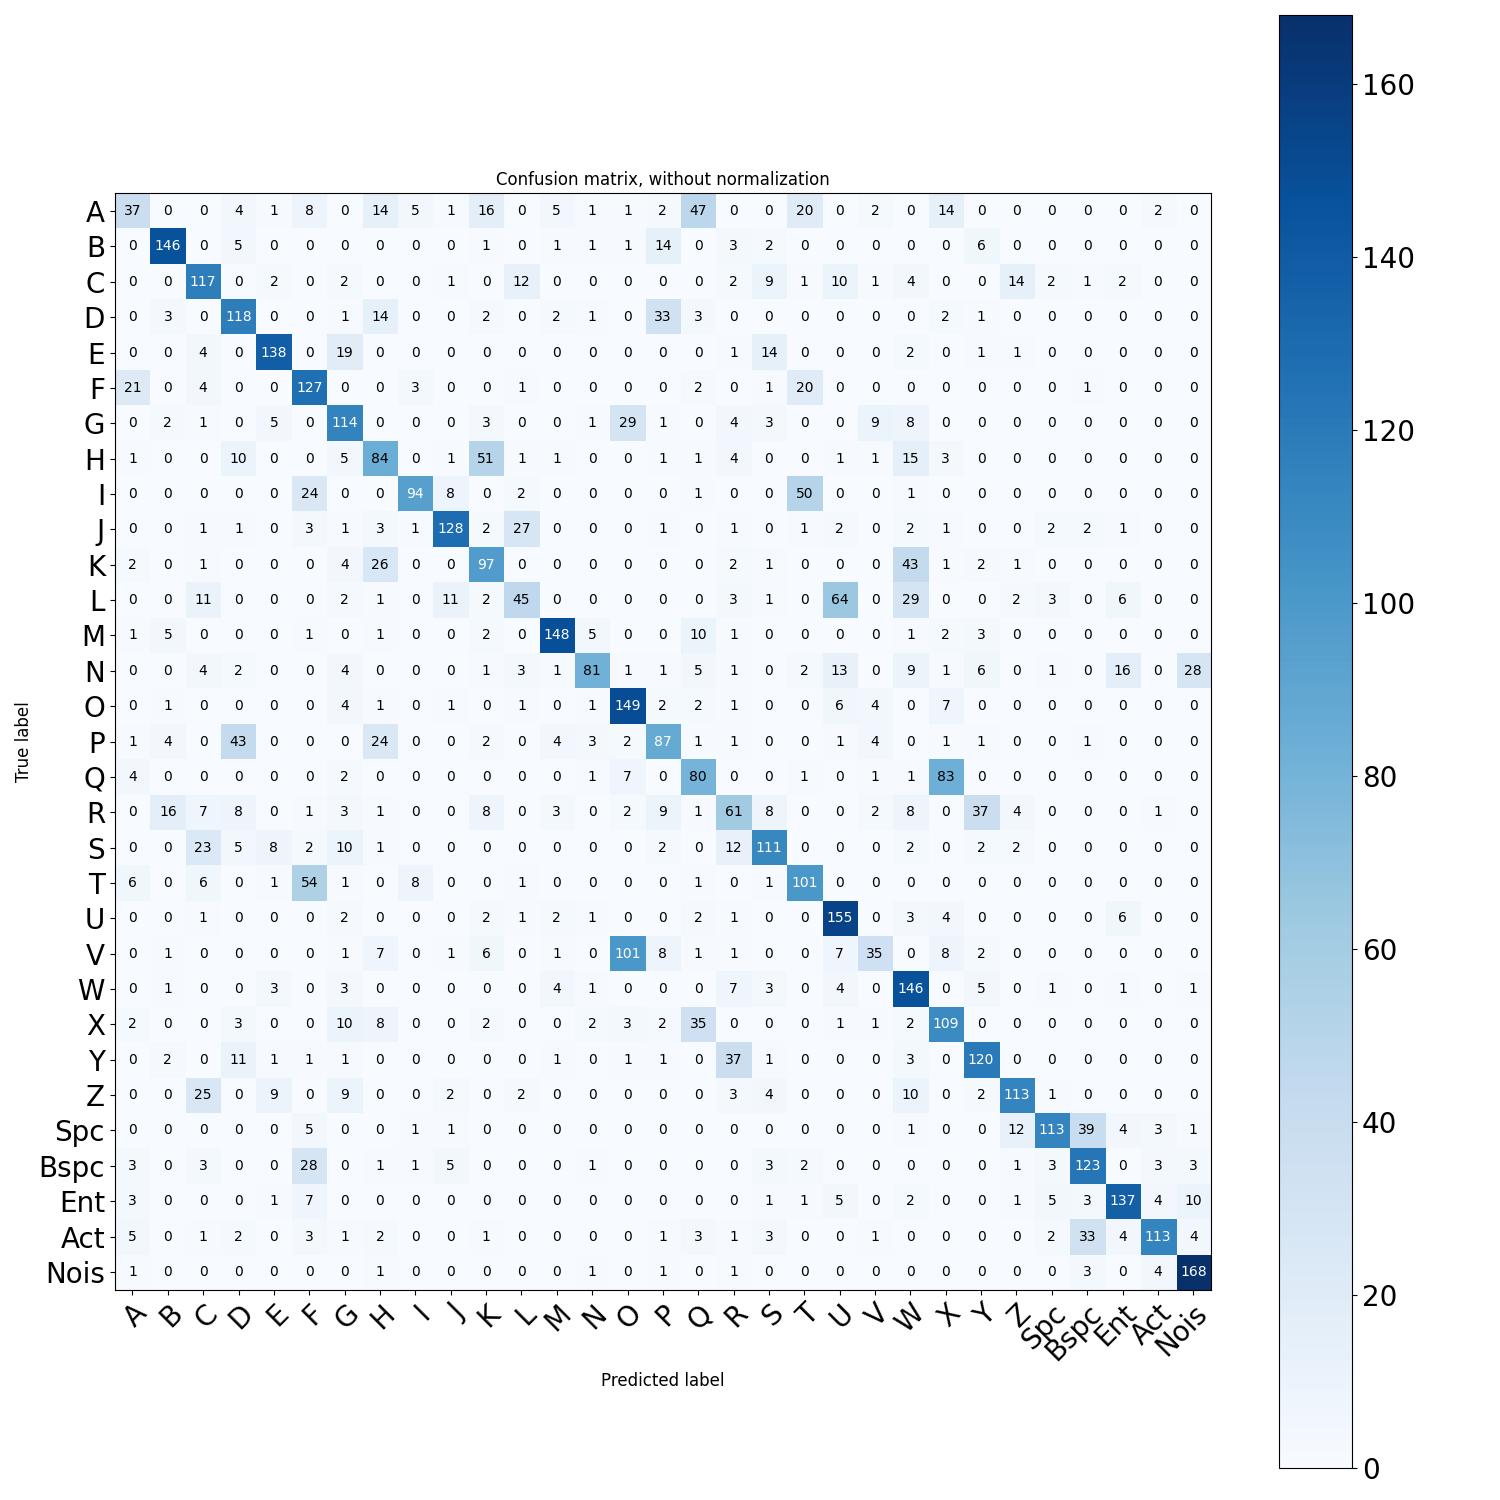 Confusion matrix, without normalization
True label
A 37 0 0 4 1 8 0 14 5 1 16 0 5 1 1 2 47 0 0 20 0 2 0 14 0 0 0 0 0 2 0
B 0 146 0 5 0 0 0 0 0 0 1 0 1 1 1 14 0 3 2 0 0 0 0 0 6 0 0 0 0 0 0
C 0 0 117 0 2 0 2 0 0 1 0 12 0 0 0 0 0 2 9 1 10 1 4 0 0 14 2 1 2 0 0
D 0 3 0 118 0 0 1 14 0 0 2 0 2 1 0 33 3 0 0 0 0 0 0 2 1 0 0 0 0 0 0
E 0 0 4 0 138 0 19 0 0 0 0 0 0 0 0 0 0 1 14 0 0 0 2 0 1 1 0 0 0 0 0
F 21 0 4 0 0 127 0 0 3 0 0 1 0 0 0 0 2 0 1 20 0 0 0 0 0 0 0 1 0 0 0
G 0 2 1 0 5 0 114 0 0 0 3 0 0 1 29 1 0 4 3 0 0 9 8 0 0 0 0 0 0 0 0
H 1 0 0 10 0 0 5 84 0 1 51 1 1 0 0 1 1 4 0 0 1 1 15 3 0 0 0 0 0 0 0
I 0 0 0 0 0 24 0 0 94 8 0 2 0 0 0 0 1 0 0 50 0 0 1 0 0 0 0 0 0 0 0
J 0 0 1 1 0 3 1 3 1 128 2 27 0 0 0 1 0 1 0 1 2 0 2 1 0 0 2 2 1 0 0
K 2 0 1 0 0 0 4 26 0 0 97 0 0 0 0 0 0 2 1 0 0 0 43 1 2 1 0 0 0 0 0
L 0 0 11 0 0 0 2 1 0 11 2 45 0 0 0 0 0 3 1 0 64 0 29 0 0 2 3 0 6 0 0
M 1 5 0 0 0 1 0 1 0 0 2 0 148 5 0 0 10 1 0 0 0 0 1 2 3 0 0 0 0 0 0
N 0 0 4 2 0 0 4 0 0 0 1 3 1 81 1 1 5 1 0 2 13 0 9 1 6 0 1 0 16 0 28
O 0 1 0 0 0 0 4 1 0 1 0 1 0 1 149 2 2 1 0 0 6 4 0 7 0 0 0 0 0 0 0
P 1 4 0 43 0 0 0 24 0 0 2 0 4 3 2 87 1 1 0 0 1 4 0 1 1 0 0 1 0 0 0
Q 4 0 0 0 0 0 2 0 0 0 0 0 0 1 7 0 80 0 0 1 0 1 1 83 0 0 0 0 0 0 0
R 0 16 7 8 0 1 3 1 0 0 8 0 3 0 2 9 1 61 8 0 0 2 8 0 37 4 0 0 0 1 0
S 0 0 23 5 8 2 10 1 0 0 0 0 0 0 0 2 0 12 111 0 0 0 2 0 2 2 0 0 0 0 0
T 6 0 6 0 1 54 1 0 8 0 0 1 0 0 0 0 1 0 1 101 0 0 0 0 0 0 0 0 0 0 0
U 0 0 1 0 0 0 2 0 0 0 2 1 2 1 0 0 2 1 0 0 155 0 3 4 0 0 0 0 6 0 0
V 0 1 0 0 0 0 1 7 0 1 6 0 1 0 101 8 1 1 0 0 7 35 0 8 2 0 0 0 0 0 0
W 0 1 0 0 3 0 3 0 0 0 0 0 4 1 0 0 0 7 3 0 4 0 146 0 5 0 1 0 1 0 1
X 2 0 0 3 0 0 10 8 0 0 2 0 0 2 3 2 35 0 0 0 1 1 2 109 0 0 0 0 0 0 0
Y 0 2 0 11 1 1 1 0 0 0 0 0 1 0 1 1 0 37 1 0 0 0 3 0 120 0 0 0 0 0 0
Z 0 0 25 0 9 0 9 0 0 2 0 2 0 0 0 0 0 3 4 0 0 0 10 0 2 113 1 0 0 0 0
Spc 0 0 0 0 0 5 0 0 1 1 0 0 0 0 0 0 0 0 0 0 0 0 1 0 0 12 113 39 4 3 1
Bspc 3 0 3 0 0 28 0 1 1 5 0 0 0 1 0 0 0 0 3 2 0 0 0 0 0 1 3 123 0 3 3
Ent 3 0 0 0 1 7 0 0 0 0 0 0 0 0 0 0 0 0 1 1 5 0 2 0 0 1 5 3 137 4 10
Act 5 0 1 2 0 3 1 2 0 0 1 0 0 0 0 1 3 1 3 0 0 1 0 0 0 0 2 33 4 113 4
Nois 1 0 0 0 0 0 0 1 0 0 0 0 0 1 0 1 0 1 0 0 0 0 0 0 0 0 0 3 0 4 168
A B C D E F G H I J K L M N O P Q R S T U V W X Y Z Spc Bspc Ent Act Nois
Predicted label
160
140
120
100
80
60
40
20
0